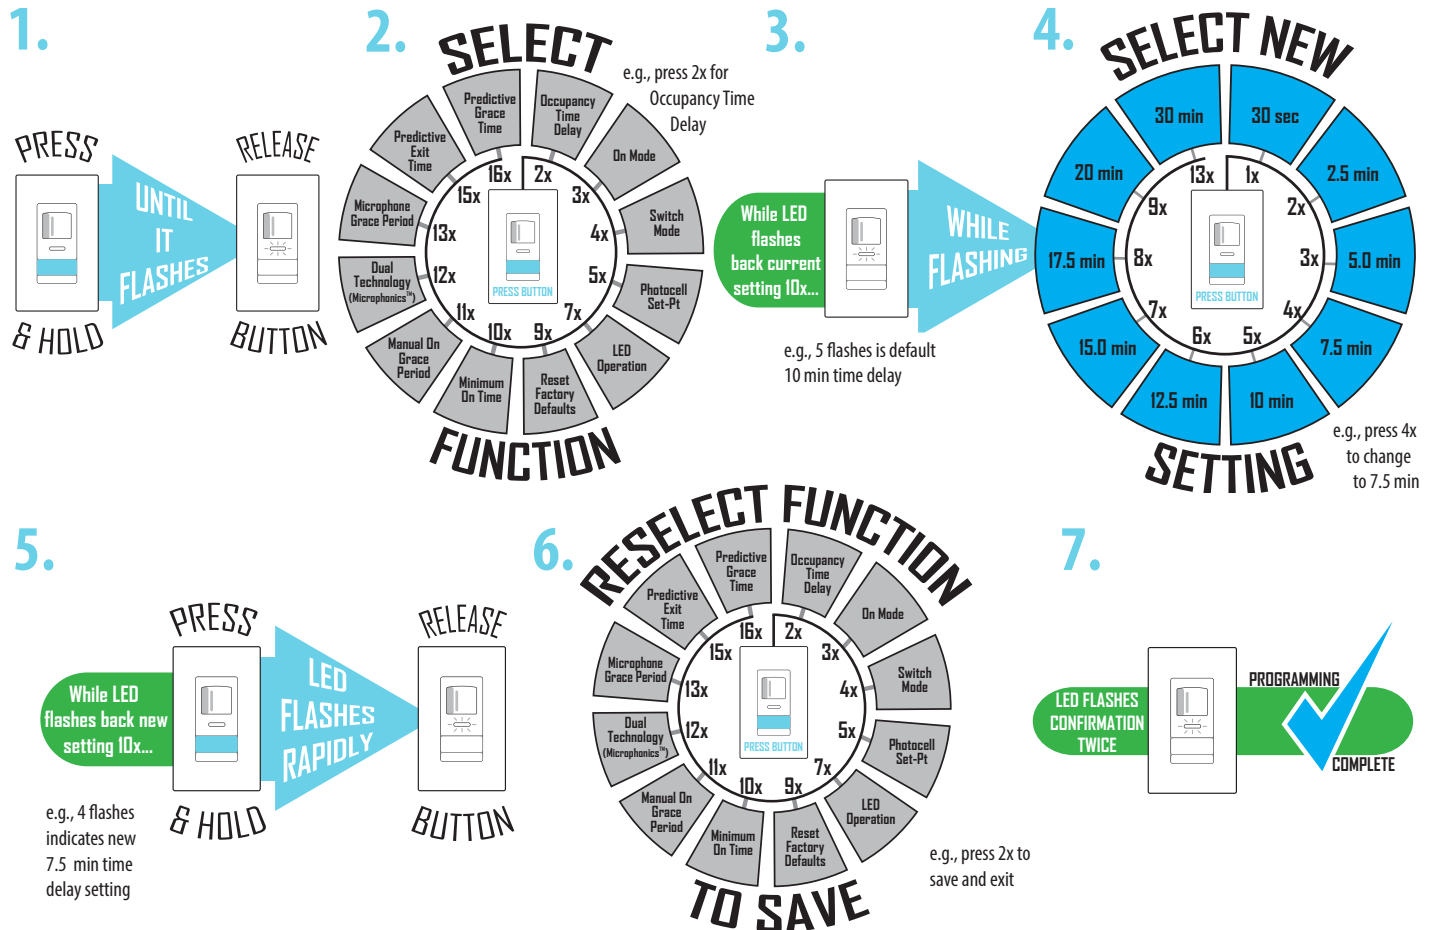 1.
PRESS
& HOLD
UNTIL
IT
FLASHES
RELEASE
BUTTON
2.
SELECT
FUNCTION
e.g., press 2x for
Occupancy Time
Delay
Occupancy
Time
Delay
2x
On Mode
3x
Switch
Mode
4x
Photocell
Set-Pt
5x
LED
Operation
7x
Reset
Factory
Defaults
9x
Minimum
On Time
10x
Manual On
Grace
Period
11x
Dual
Technology
(Microphonics™)
12x
Microphone
Grace Period
13x
Predictive
Exit
Time
15x
Predictive
Grace
Time
16x
PRESS BUTTON
3.
While LED
flashes
back current
setting 10x...
WHILE
FLASHING
e.g., 5 flashes is default
10 min time delay
4.
SELECT NEW
SETTING
30 sec
1x
2.5 min
2x
5.0 min
3x
7.5 min
4x
10 min
5x
12.5 min
6x
15.0 min
7x
17.5 min
8x
20 min
9x
30 min
13x
PRESS BUTTON
e.g., press 4x
to change
to 7.5 min
5.
While LED
flashes back new
setting 10x...
PRESS
& HOLD
LED
FLASHES
RAPIDLY
RELEASE
BUTTON
e.g., 4 flashes
indicates new
7.5 min time
delay setting
6.
RESELECT FUNCTION
TO SAVE
Occupancy
Time
Delay
2x
On Mode
3x
Switch
Mode
4x
Photocell
Set-Pt
5x
LED
Operation
7x
Reset
Factory
Defaults
9x
Minimum
On Time
10x
Manual On
Grace
Period
11x
Dual
Technology
(Microphonics™)
12x
Microphone
Grace Period
13x
Predictive
Exit
Time
15x
Predictive
Grace
Time
16x
PRESS BUTTON
e.g., press 2x to
save and exit
7.
LED FLASHES
CONFIRMATION
TWICE
PROGRAMMING
COMPLETE